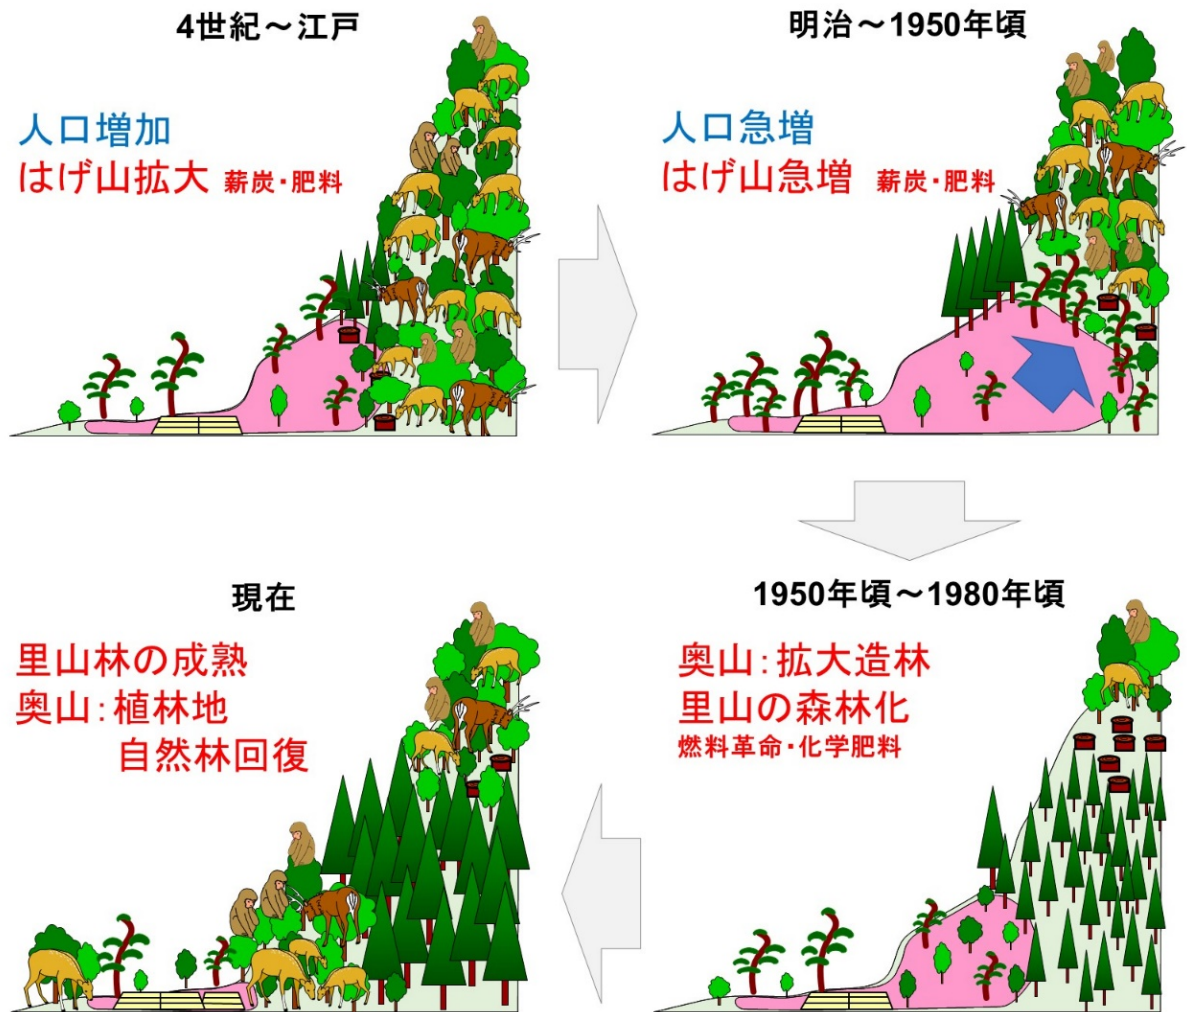 4世紀～江戸
人口増加
はげ山拡大 薪炭・肥料
明治～1950年頃
人口急増
はげ山急増 薪炭・肥料
1950年頃～1980年頃
奥山：拡大造林
里山の森林化
燃料革命・化学肥料
現在
里山林の成熟
奥山：植林地
自然林回復